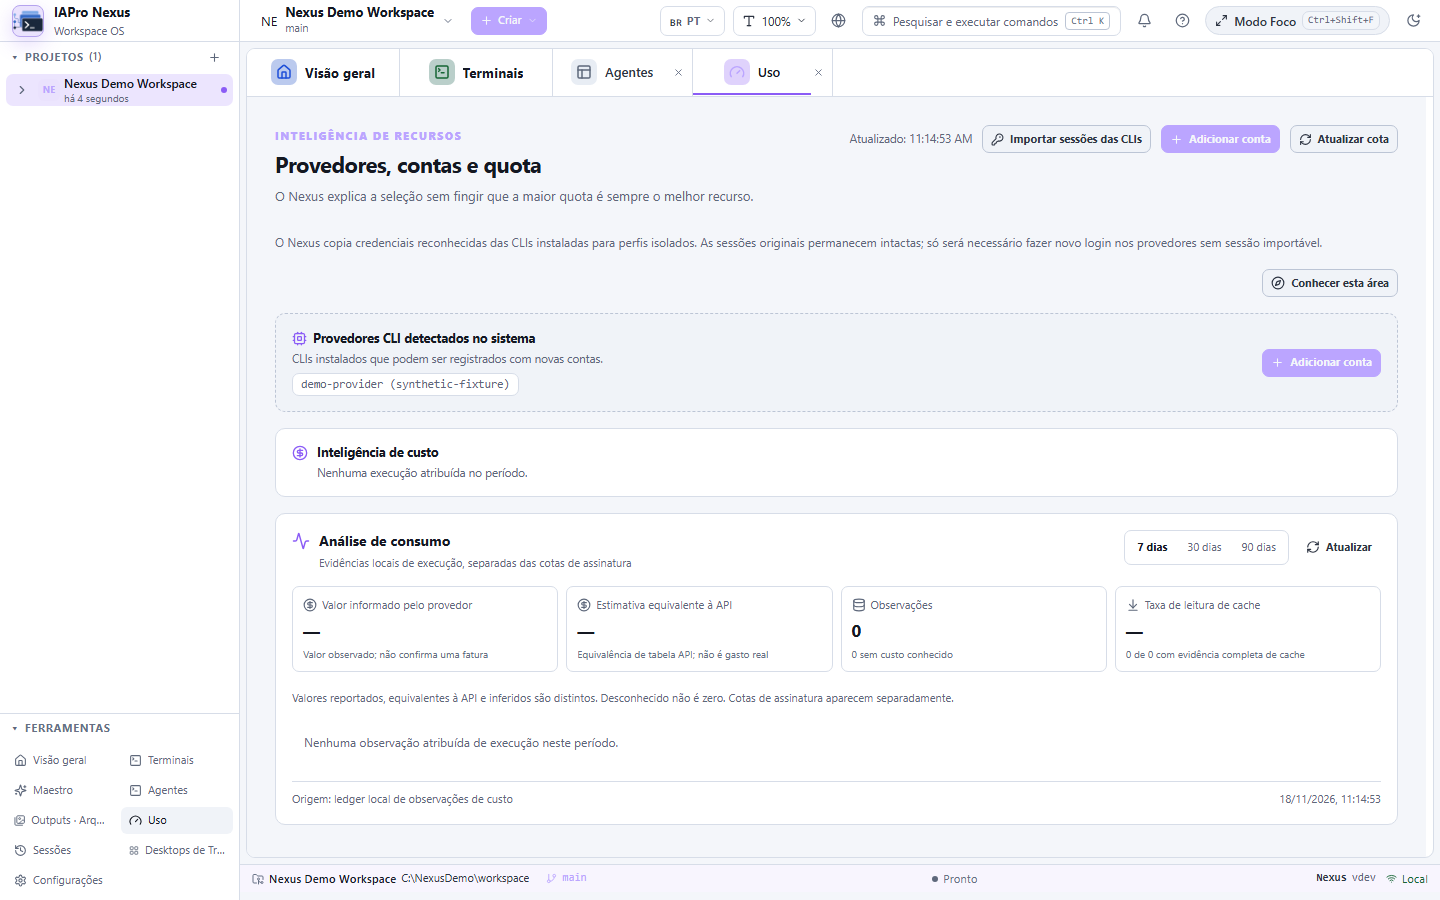 IAPro Nexus
Workspace OS
PROJETOS (1)
NE
Nexus Demo Workspace
há 4 segundos
FERRAMENTAS
Visão geral
Terminais
Maestro
Agentes
Outputs · Arq...
Uso
Sessões
Desktops de Tr...
Configurações
NE
Nexus Demo Workspace
main
Criar
BR PT
100%
Pesquisar e executar comandos
Ctrl K
Modo Foco
Ctrl+Shift+F
Visão geral
Terminais
Agentes
Uso
INTELIGÊNCIA DE RECURSOS
Provedores, contas e quota
O Nexus explica a seleção sem fingir que a maior quota é sempre o melhor recurso.
Atualizado: 11:14:53 AM
Importar sessões das CLIs
Adicionar conta
Atualizar cota
O Nexus copia credenciais reconhecidas das CLIs instaladas para perfis isolados. As sessões originais permanecem intactas; só será necessário fazer novo login nos provedores sem sessão importável.
Conhecer esta área
Provedores CLI detectados no sistema
CLIs instalados que podem ser registrados com novas contas.
demo-provider (synthetic-fixture)
Adicionar conta
Inteligência de custo
Nenhuma execução atribuída no período.
Análise de consumo
Evidências locais de execução, separadas das cotas de assinatura
7 dias
30 dias
90 dias
Atualizar
Valor informado pelo provedor
—
Valor observado; não confirma uma fatura
Estimativa equivalente à API
—
Equivalência de tabela API; não é gasto real
Observações
0
0 sem custo conhecido
Taxa de leitura de cache
—
0 de 0 com evidência completa de cache
Valores reportados, equivalentes à API e inferidos são distintos. Desconhecido não é zero. Cotas de assinatura aparecem separadamente.
Nenhuma observação atribuída de execução neste período.
Origem: ledger local de observações de custo
18/11/2026, 11:14:53
Nexus Demo Workspace C:\NexusDemo\workspace
main
Pronto
Nexus vdev
Local